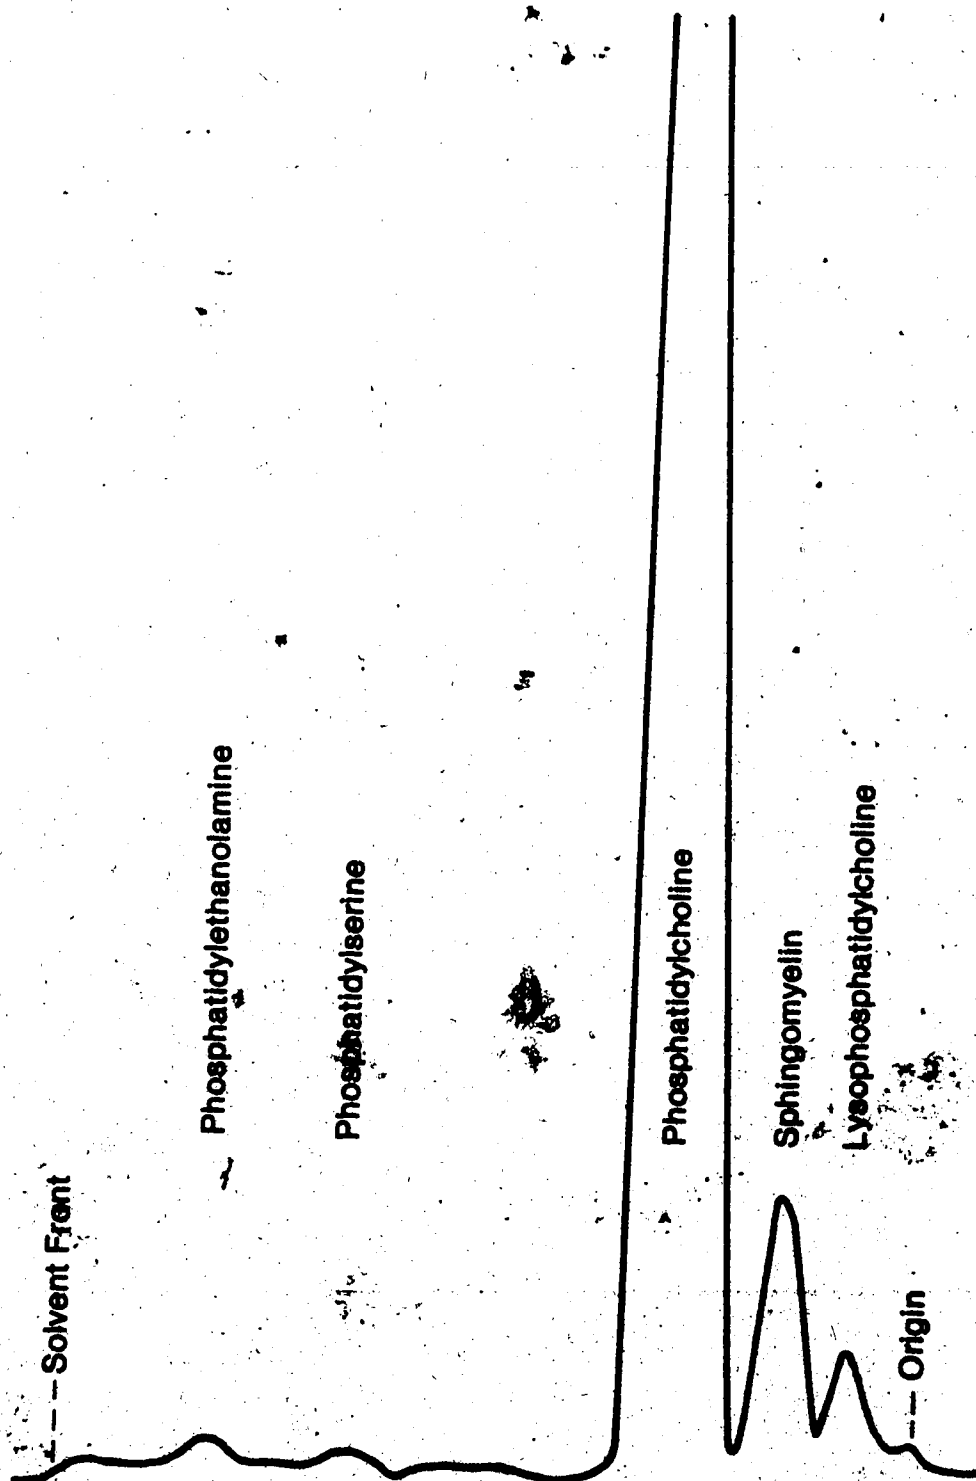 Solvent Front
Phosphatidylethanolamine
Phosphatidylserine
Phosphatidylcholine
Sphingomyelin
Lysophosphatidylcholine
Origin